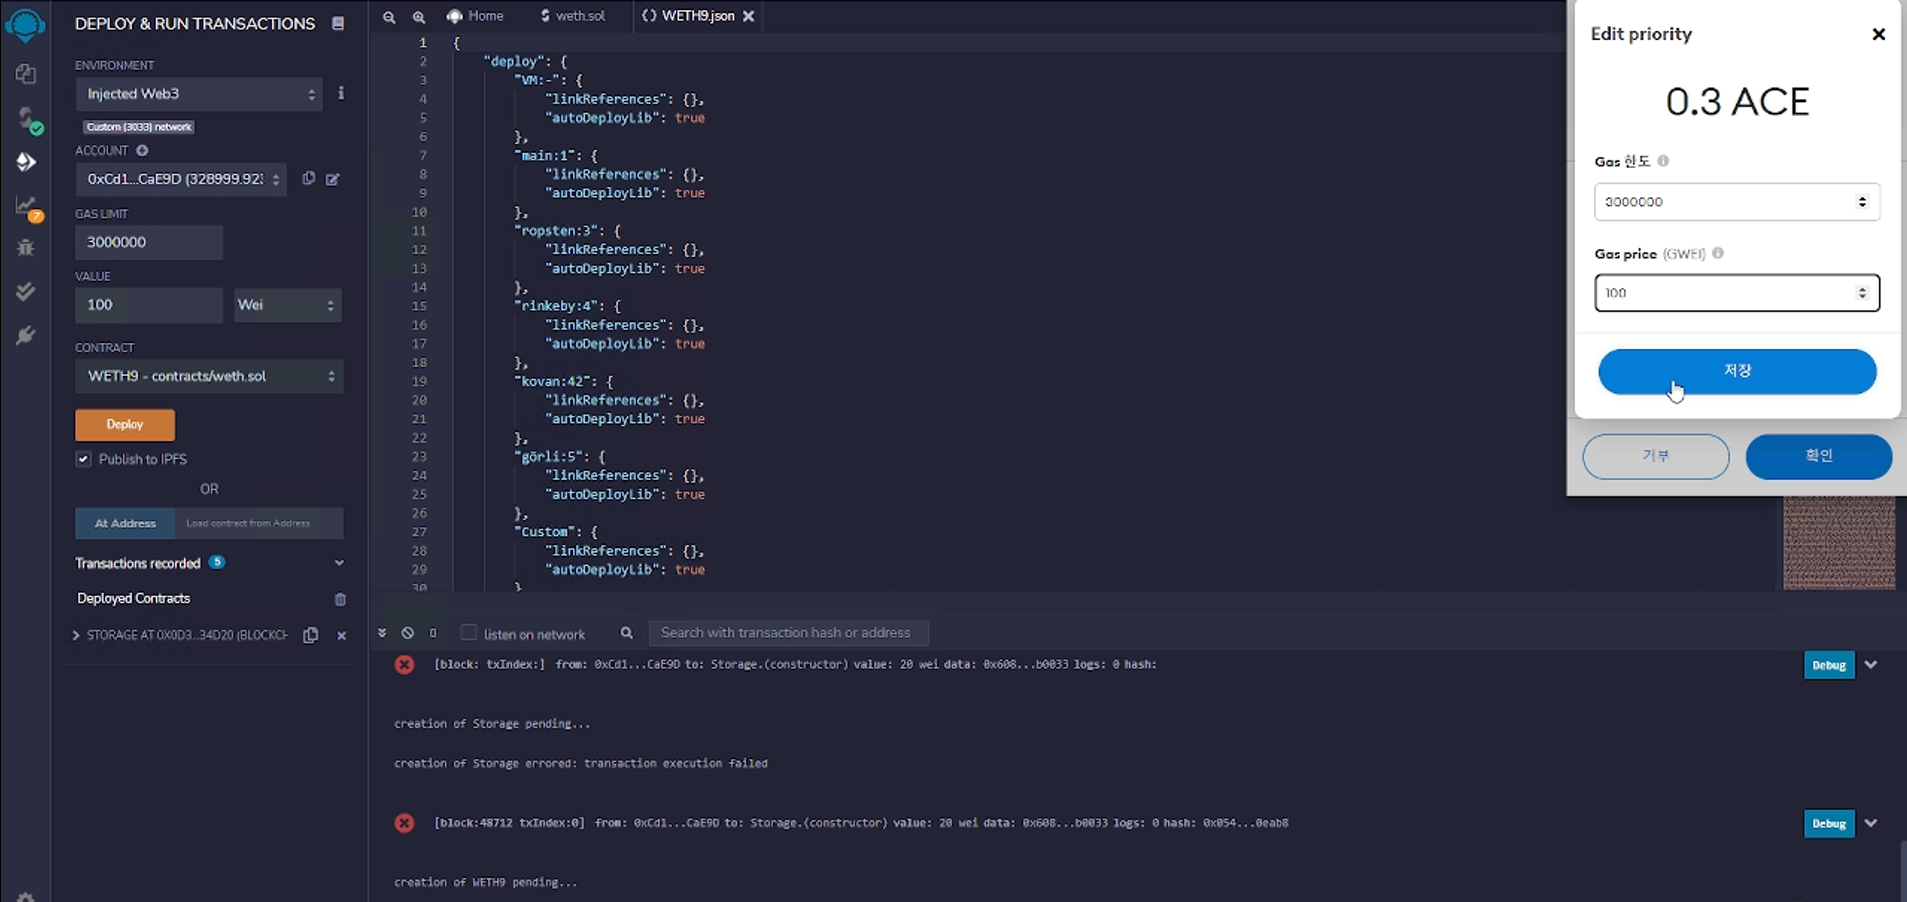 DEPLOY & RUN TRANSACTIONS
ENVIRONMENT
Injected Web3
Custom (3033) network
ACCOUNT
0xCd1...CaE9D (328999.923
GAS LIMIT
3000000
VALUE
100
Wei
CONTRACT
WETH9 - contracts/weth.sol
Deploy
Publish to IPFS
OR
At Address
Load contract from Address
Transactions recorded 5
Deployed Contracts
STORAGE AT 0X0D3...34D20 (BLOCKCH
7
Home
weth.sol
WETH9.json
1 {
2 "deploy": {
3 "VM:-": {
4 "linkReferences": {},
5 "autoDeployLib": true
6 },
7 "main:1": {
8 "linkReferences": {},
9 "autoDeployLib": true
10 },
11 "ropsten:3": {
12 "linkReferences": {},
13 "autoDeployLib": true
14 },
15 "rinkeby:4": {
16 "linkReferences": {},
17 "autoDeployLib": true
18 },
19 "kovan:42": {
20 "linkReferences": {},
21 "autoDeployLib": true
22 },
23 "görli:5": {
24 "linkReferences": {},
25 "autoDeployLib": true
26 },
27 "Custom": {
28 "linkReferences": {},
29 "autoDeployLib": true
30 }
0
listen on network
Search with transaction hash or address
[block: txIndex:] from: 0xCd1...CaE9D to: Storage.(constructor) value: 20 wei data: 0x608...b0033 logs: 0 hash:
Debug
creation of Storage pending...
creation of Storage errored: transaction execution failed
[block:48712 txIndex:0] from: 0xCd1...CaE9D to: Storage.(constructor) value: 20 wei data: 0x608...b0033 logs: 0 hash: 0x054...0eab8
Debug
creation of WETH9 pending...
Edit priority
0.3 ACE
Gas 한도
3000000
Gas price (GWEI)
100
저장
거부
확인